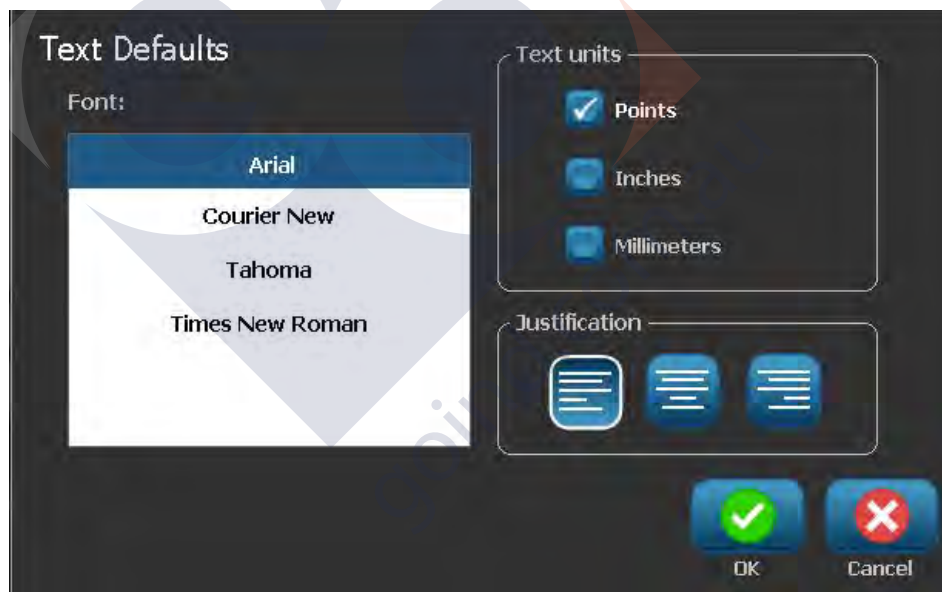 Text Defaults
Font:
Arial
Courier New
Tahoma
Times New Roman
Text units
Points
Inches
Millimeters
Justification
OK
Cancel